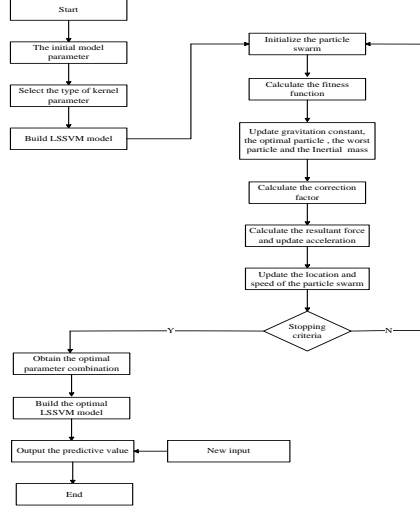 Start
The initial model
parameter
Select the type of kernel
parameter
Build LSSVM model
Initialize the particle
swarm
Calculate the fitness
function
Update gravitation constant,
the optimal particle , the worst
particle and the Inertial mass
Calculate the correction
factor
Calculate the resultant force
and update acceleration
Update the location and
speed of the particle swarm
Stopping
criteria
Y
N
Obtain the optimal
parameter combination
Build the optimal
LSSVM model
Output the predictive value
New input
End